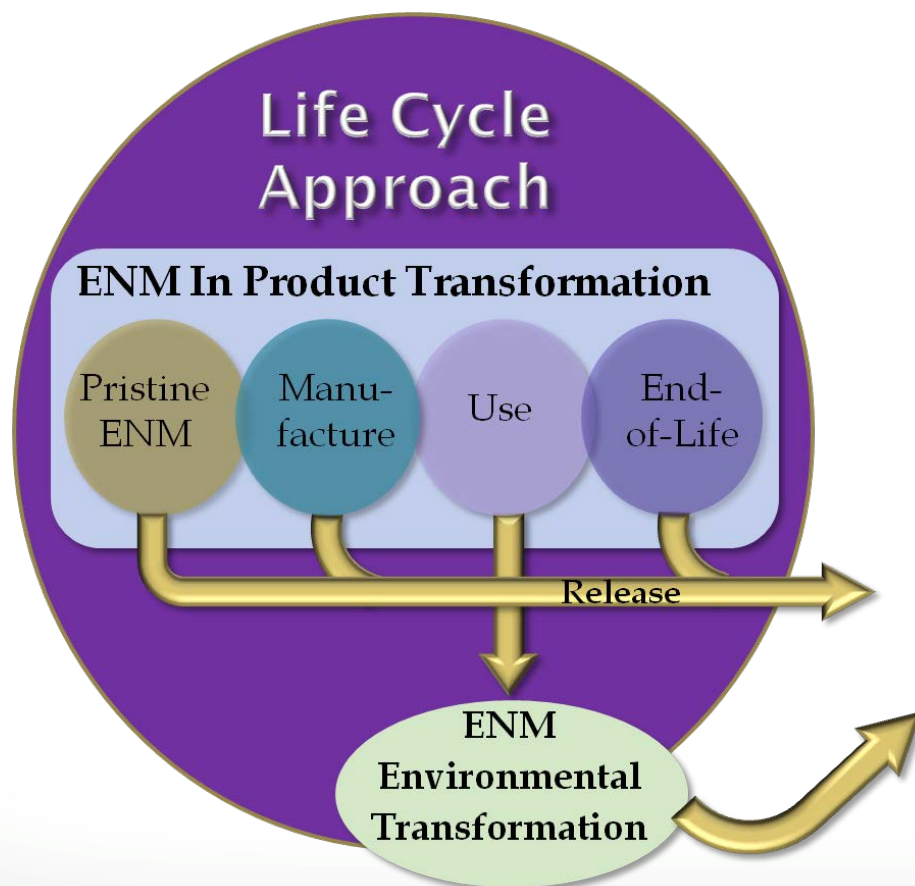 Life Cycle
Approach
ENM In Product Transformation
Pristine
ENM
Manu-
facture
Use
End-
of-Life
Release
ENM
Environmental
Transformation